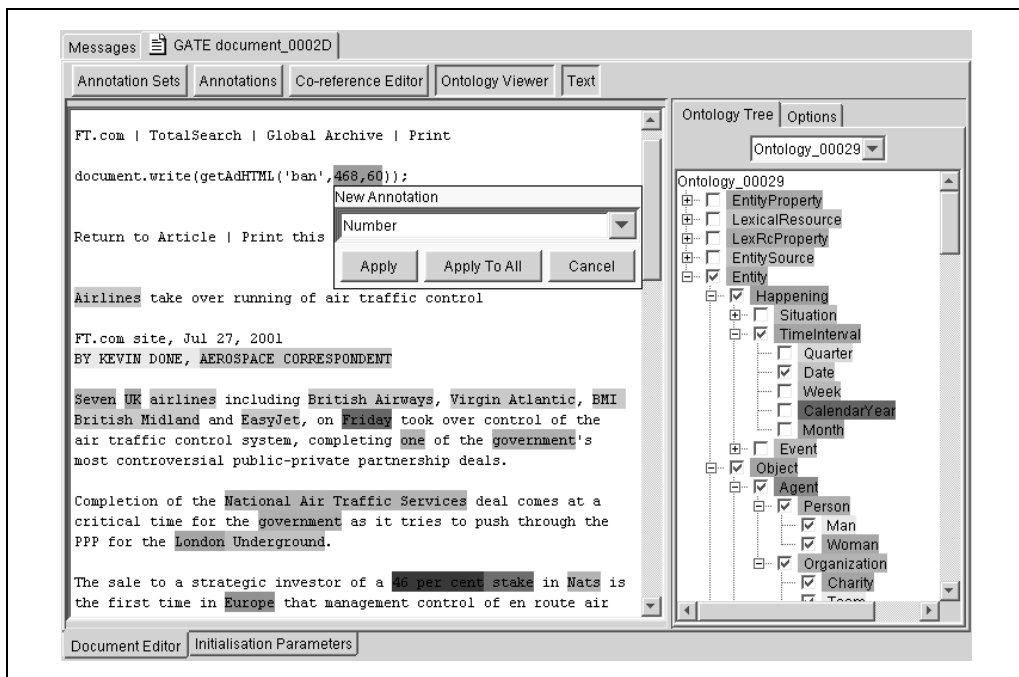 Messages GATE document_0002D
Annotation Sets Annotations Co-reference Editor Ontology Viewer Text
FT.com | TotalSearch | Global Archive | Print
document.write(getAdHTML('ban',468,60));
New Annotation
Number
Return to Article | Print this
Apply Apply To All Cancel
Airlines take over running of air traffic control
FT.com site, Jul 27, 2001
BY KEVIN DONE, AEROSPACE CORRESPONDENT
Seven UK airlines including British Airways, Virgin Atlantic, BMI
British Midland and EasyJet, on Friday took over control of the
air traffic control system, completing one of the government's
most controversial public-private partnership deals.
Completion of the National Air Traffic Services deal comes at a
critical time for the government as it tries to push through the
PPP for the London Underground.
The sale to a strategic investor of a 46 per cent stake in Nats is
the first time in Europe that management control of en route air
Ontology Tree Options
Ontology_00029
Ontology_00029
EntityProperty
LexicalResource
LexRcProperty
EntitySource
Entity
Happening
Situation
TimeInterval
Quarter
Date
Week
CalendarYear
Month
Event
Object
Agent
Person
Man
Woman
Organization
Charity
Team
Document Editor Initialisation Parameters